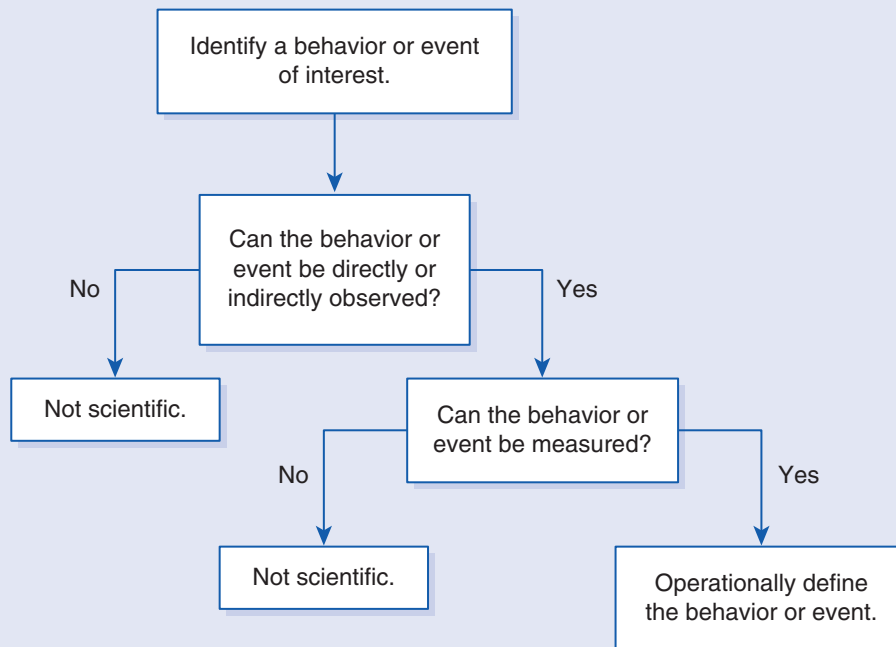 Identify a behavior or event
of interest.
Can the behavior or
event be directly or
indirectly observed?
No
Yes
Not scientific.
Can the behavior or
event be measured?
No
Yes
Not scientific.
Operationally define
the behavior or event.